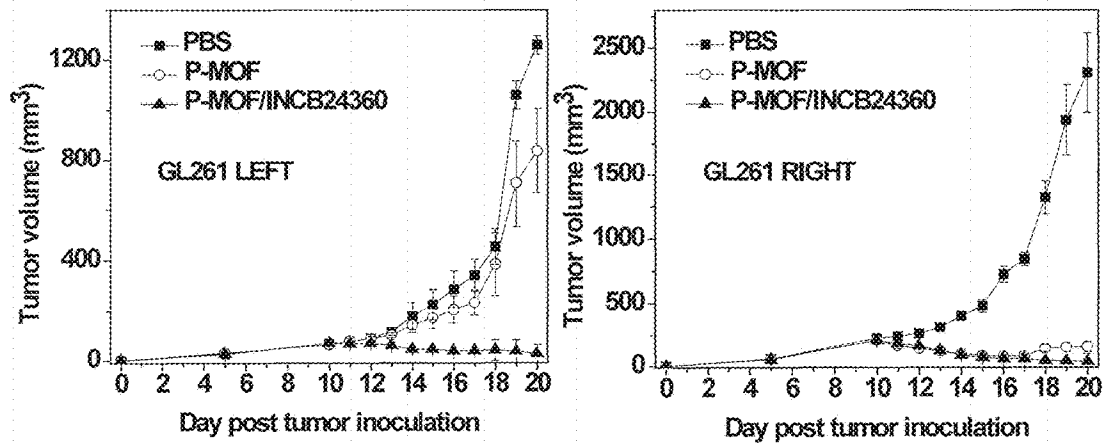 1200
800
400
0
Tumor volume (mm³)
PBS
P-MOF
P-MOF/INCB24360
GL261 LEFT
0 2 4 6 8 10 12 14 16 18 20
Day post tumor inoculation
2500
2000
1500
1000
500
0
Tumor volume (mm³)
PBS
P-MOF
P-MOF/INCB24360
GL261 RIGHT
0 2 4 6 8 10 12 14 16 18 20
Day post tumor inoculation